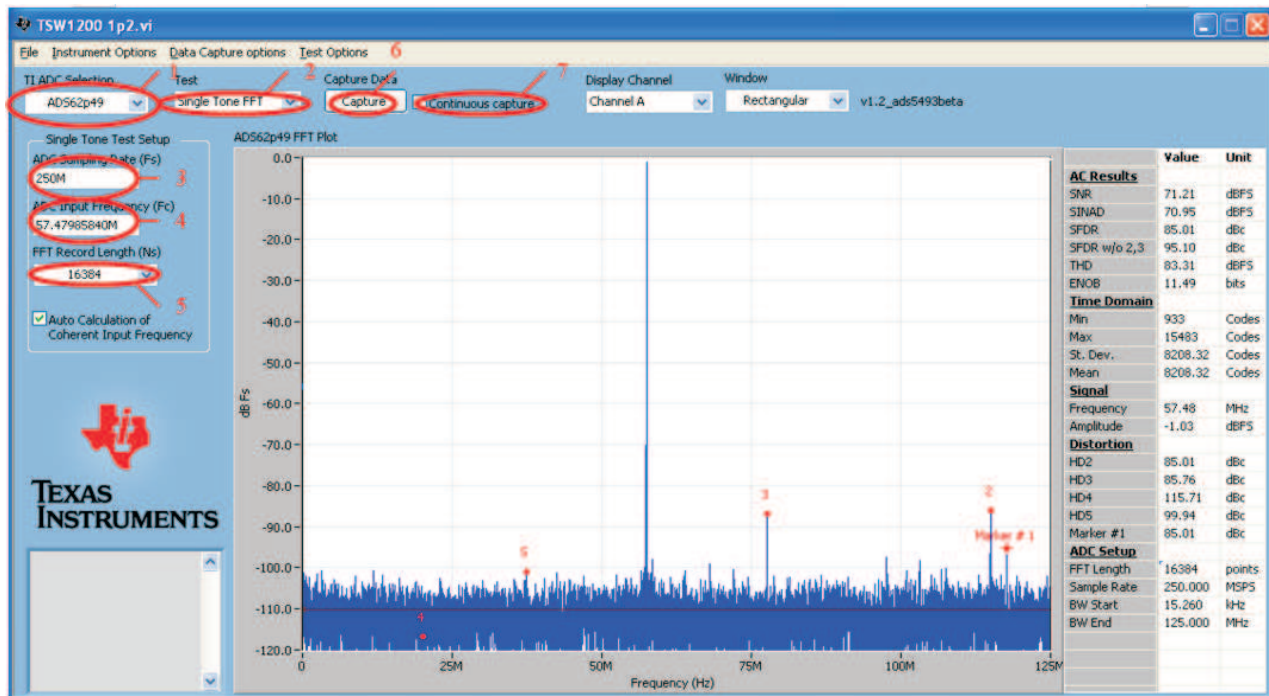 TSW1200 1p2.vi
File Instrument Options Data Capture options Test Options 6
TI ADC Selection 1 Test 2 Capture Data 7 Display Channel Window
ADS62p49 Single Tone FFT Capture Continuous capture Channel A Rectangular v1.2_ads5493beta
Single Tone Test Setup
ADC Sampling Rate (Fs)
250M 3
ADC Input Frequency (Fc)
57.47985840M 4
FFT Record Length (Ns)
16384
5
Auto Calculation of
Coherent Input Frequency
TEXAS
INSTRUMENTS
ADS62p49 FFT Plot
dB Fs
0.0
-10.0
-20.0
-30.0
-40.0
-50.0
-60.0
-70.0
-80.0
-90.0
-100.0
-110.0
-120.0
5
4
3
2
Marker # 1
0 25M 50M 75M 100M 125M
Frequency (Hz)
Value Unit
AC Results
SNR 71.21 dBFS
SINAD 70.95 dBFS
SFDR 85.01 dBc
SFDR w/o 2,3 95.10 dBc
THD 83.31 dBFS
ENOB 11.49 bits
Time Domain
Min 933 Codes
Max 15483 Codes
St. Dev. 8208.32 Codes
Mean 8208.32 Codes
Signal
Frequency 57.48 MHz
Amplitude -1.03 dBFS
Distortion
HD2 85.01 dBc
HD3 85.76 dBc
HD4 115.71 dBc
HD5 99.94 dBc
Marker #1 85.01 dBc
ADC Setup
FFT Length 16384 points
Sample Rate 250.000 MSPS
BW Start 15.260 kHz
BW End 125.000 MHz